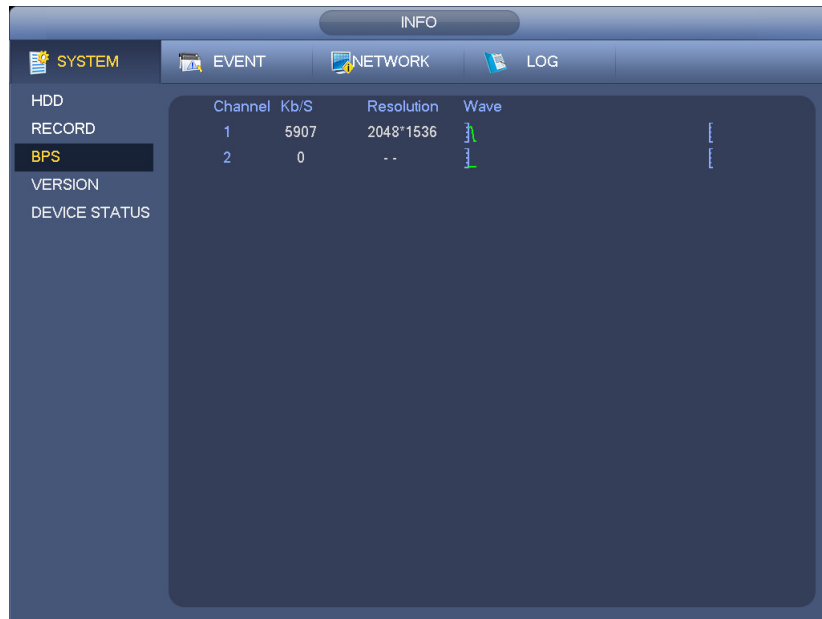 INFO
SYSTEM EVENT NETWORK LOG
HDD
RECORD
BPS
VERSION
DEVICE STATUS
Channel Kb/S Resolution Wave
1 5907 2048*1536
2 0 - -